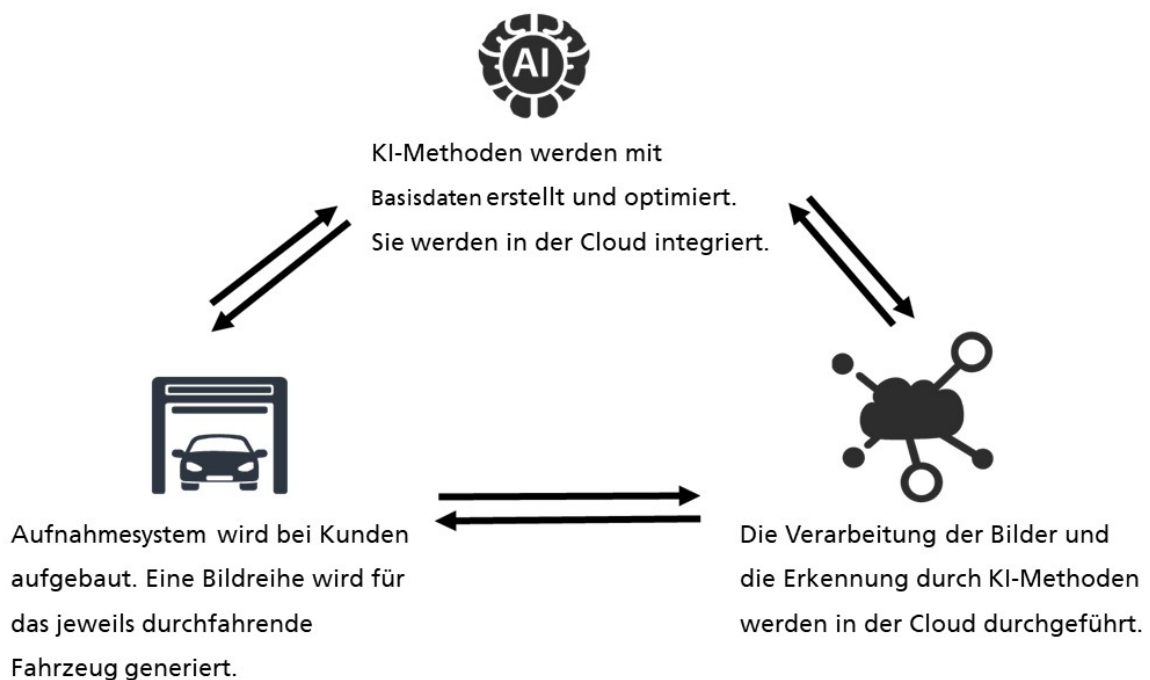 AI
KI-Methoden werden mit
Basisdaten erstellt und optimiert.
Sie werden in der Cloud integriert.
Aufnahmesystem wird bei Kunden
aufgebaut. Eine Bildreihe wird für
das jeweils durchfahrende
Fahrzeug generiert.
Die Verarbeitung der Bilder und
die Erkennung durch KI-Methoden
werden in der Cloud durchgeführt.